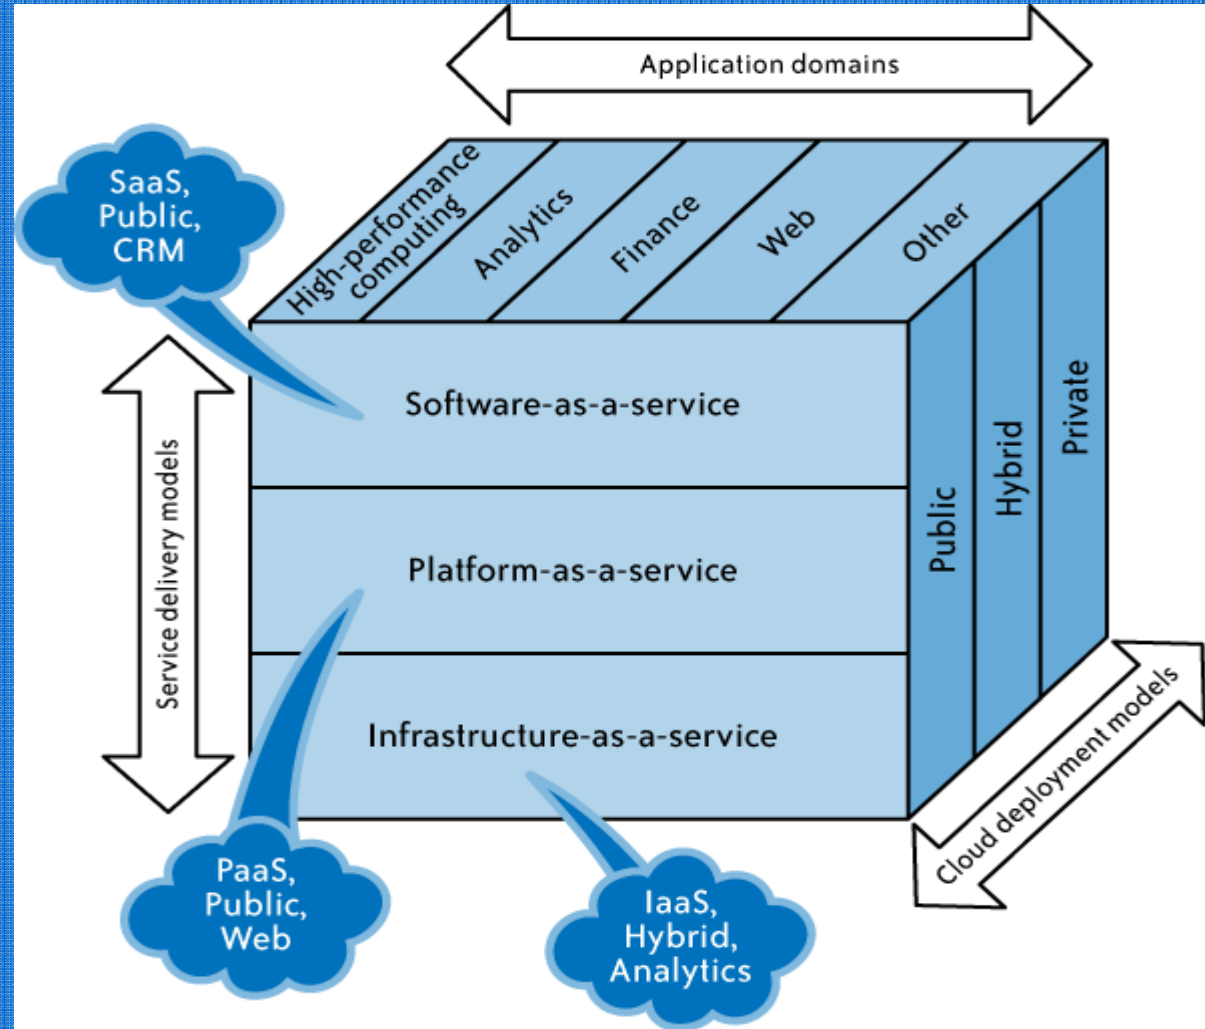 Application domains
High-performance
computing
Analytics
Finance
Web
Other
SaaS,
Public,
CRM
Software-as-a-service
Platform-as-a-service
Infrastructure-as-a-service
Service delivery models
Public
Hybrid
Private
Cloud deployment models
PaaS,
Public,
Web
IaaS,
Hybrid,
Analytics